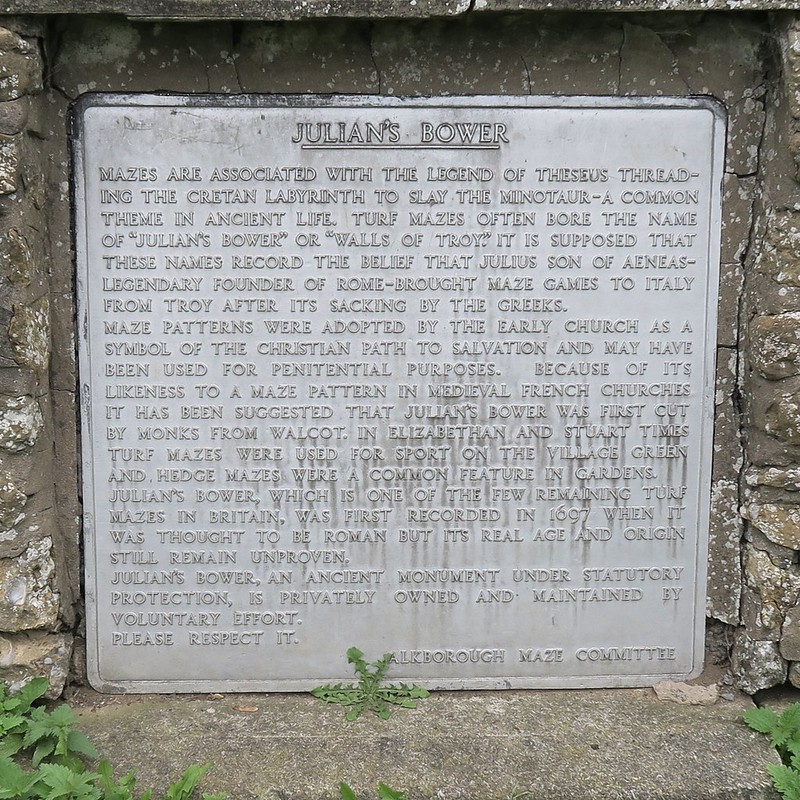 JULIAN'S BOWER
MAZES ARE ASSOCIATED WITH THE LEGEND OF THESEUS THREAD-
ING THE CRETAN LABYRINTH TO SLAY THE MINOTAUR-A COMMON
THEME IN ANCIENT LIFE. TURF MAZES OFTEN BORE THE NAME
OF "JULIAN'S BOWER" OR "WALLS OF TROY." IT IS SUPPOSED THAT
THESE NAMES RECORD THE BELIEF THAT JULIUS SON OF AENEAS-
LEGENDARY FOUNDER OF ROME-BROUGHT MAZE GAMES TO ITALY
FROM TROY AFTER ITS SACKING BY THE GREEKS.
MAZE PATTERNS WERE ADOPTED BY THE EARLY CHURCH AS A
SYMBOL OF THE CHRISTIAN PATH TO SALVATION AND MAY HAVE
BEEN USED FOR PENITENTIAL PURPOSES. BECAUSE OF ITS
LIKENESS TO A MAZE PATTERN IN MEDIEVAL FRENCH CHURCHES
IT HAS BEEN SUGGESTED THAT JULIAN'S BOWER WAS FIRST CUT
BY MONKS FROM WALCOT. IN ELIZABETHAN AND STUART TIMES
TURF MAZES WERE USED FOR SPORT ON THE VILLAGE GREEN
AND HEDGE MAZES WERE A COMMON FEATURE IN GARDENS.
JULIAN'S BOWER, WHICH IS ONE OF THE FEW REMAINING TURF
MAZES IN BRITAIN, WAS FIRST RECORDED IN 1697 WHEN IT
WAS THOUGHT TO BE ROMAN BUT ITS REAL AGE AND ORIGIN
STILL REMAIN UNPROVEN.
JULIAN'S BOWER, AN ANCIENT MONUMENT UNDER STATUTORY
PROTECTION, IS PRIVATELY OWNED AND MAINTAINED BY
VOLUNTARY EFFORT.
PLEASE RESPECT IT.
ALKBOROUGH MAZE COMMITTEE